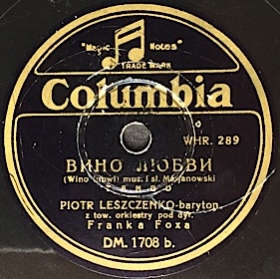 "Magic Notes"
TRADE MARK
Columbia
WHR. 289
ВИНО ЛЮБВИ
(Wino lubwi) muz. i sł. Marjanowski
TANGO
PIOTR LESZCZENKO-baryton
z tow. orkiestry pod dyr.
Franka Foxa
DM. 1708 b.